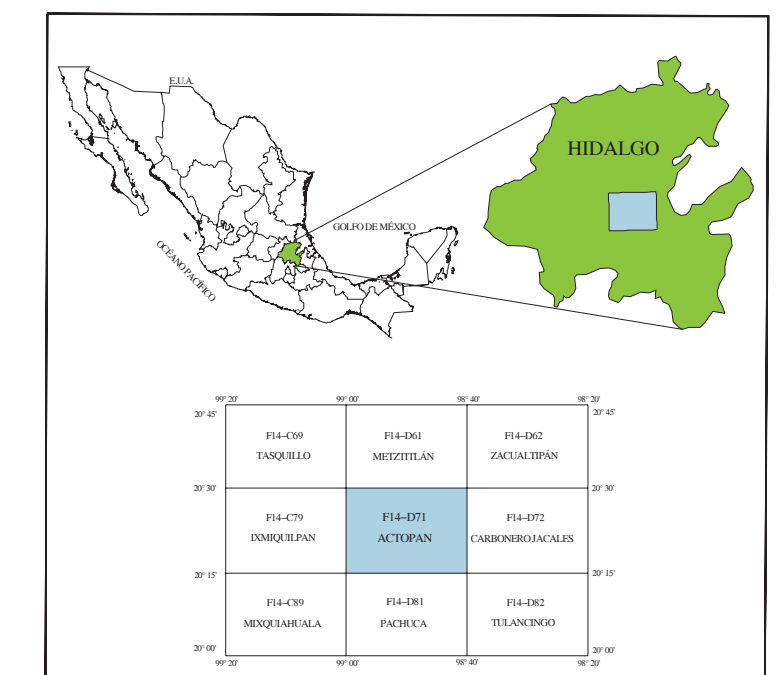 E.U.A.
HIDALGO
GOLFO DE MÉXICO
OCÉANO PACÍFICO
99° 20' 99° 00' 98° 40' 98° 20'
20° 45' 20° 45'
F14–C69 F14–D61 F14–D62
TASQUILLO METZTITLÁN ZACUALTIPÁN
20° 30' 20° 30'
F14–C79 F14–D71 F14–D72
IXMIQUILPAN ACTOPAN CARBONERO JACALES
20° 15' 20° 15'
F14–C89 F14–D81 F14–D82
MIXQUIAHUALA PACHUCA TULANCINGO
20° 00' 20° 00'
99° 20' 99° 00' 98° 40' 98° 20'